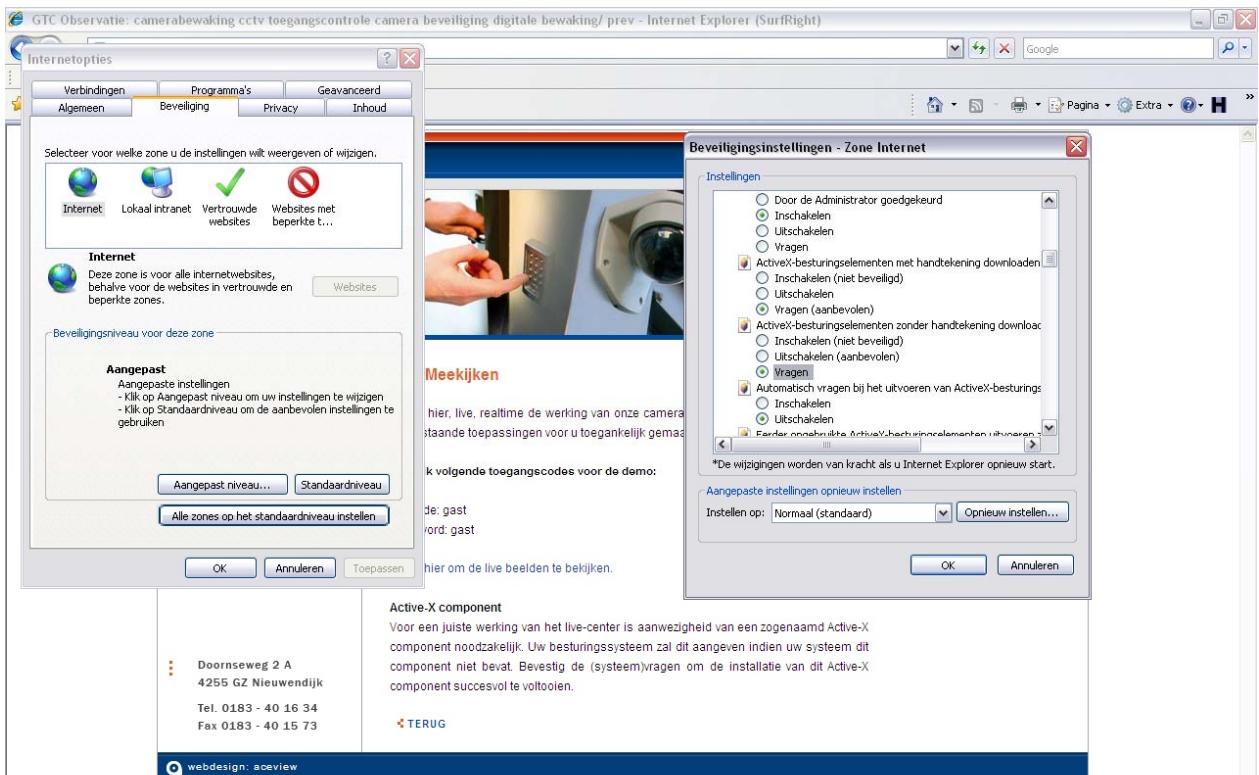 GTC Observatie: camerabewaking cctv toegangscontrole camera beveiliging digitale bewaking/ prev - Internet Explorer (SurfRight)
Google
Pagina
Extra
H
»
Internetopties
Verbindingen Programma's Geavanceerd
Algemeen Beveiliging Privacy Inhoud
Selecteer voor welke zone u de instellingen wilt weergeven of wijzigen.
Internet Lokaal intranet Vertrouwde websites Websites met beperkte t...
Internet
Deze zone is voor alle internetwebsites,
behalve voor de websites in vertrouwde en
beperkte zones.
Websites
Beveiligingsniveau voor deze zone
Aangepast
Aangepaste instellingen
- Klik op Aangepast niveau om uw instellingen te wijzigen
- Klik op Standaardniveau om de aanbevolen instellingen te
gebruiken
Aangepast niveau... Standaardniveau
Alle zones op het standaardniveau instellen
OK Annuleren Toepassen
Beveiligingsinstellingen - Zone Internet
Instellingen
Door de Administrator goedgekeurd
Inschakelen
Uitschakelen
Vragen
ActiveX-besturingselementen met handtekening downloaden
Inschakelen (niet beveiligd)
Uitschakelen
Vragen (aanbevolen)
ActiveX-besturingselementen zonder handtekening downloac
Inschakelen (niet beveiligd)
Uitschakelen (aanbevolen)
Vragen
Automatisch vragen bij het uitvoeren van ActiveX-besturings
Inschakelen
Uitschakelen
Eerder ongebruikte ActiveX-besturingselementen uitvoeren
*De wijzigingen worden van kracht als u Internet Explorer opnieuw start.
Aangepaste instellingen opnieuw instellen
Instellen op: Normaal (standaard) Opnieuw instellen...
OK Annuleren
Meekijken
hier, live, realtime de werking van onze camera
staande toepassingen voor u toegankelijk gemaa
k volgende toegangscodes voor de demo:
de: gast
ord: gast
hier om de live beelden te bekijken.
Active-X component
Voor een juiste werking van het live-center is aanwezigheid van een zogenaamd Active-X
component noodzakelijk. Uw besturingssysteem zal dit aangeven indien uw systeem dit
component niet bevat. Bevestig de (systeem)vragen om de installatie van dit Active-X
component succesvol te voltooien.
TERUG
Doornseweg 2 A
4255 GZ Nieuwendijk
Tel. 0183 - 40 16 34
Fax 0183 - 40 15 73
webdesign: aceview